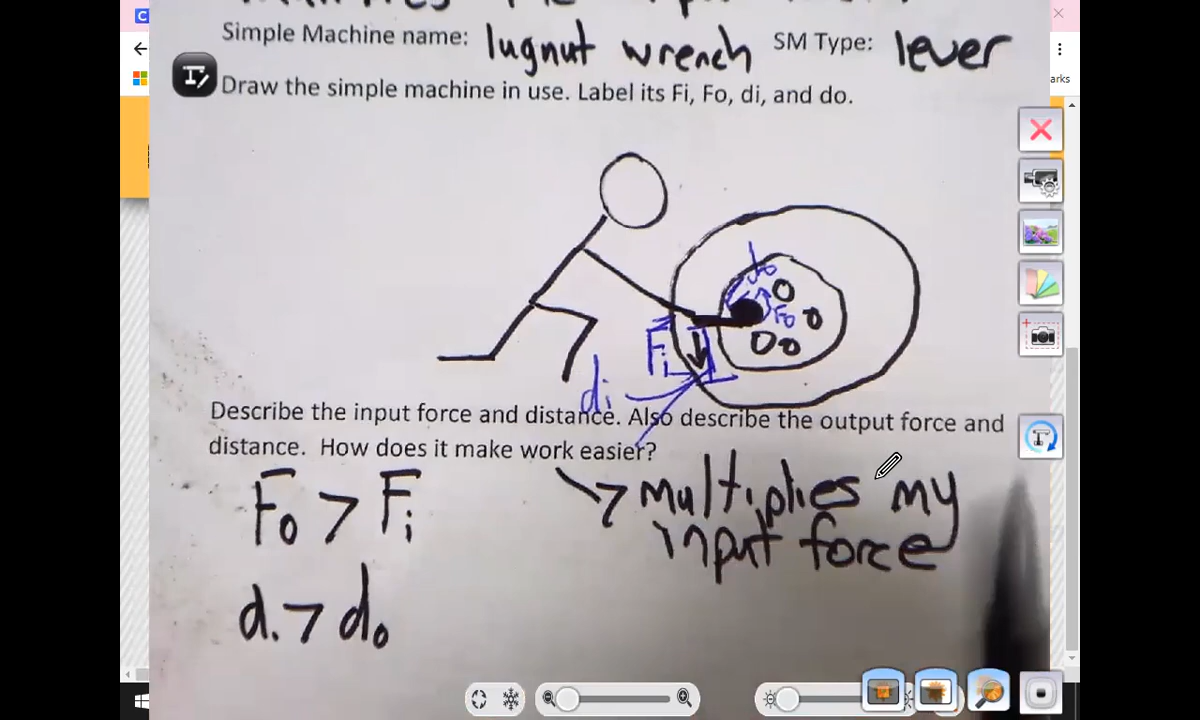 Simple Machine name: lugnut wrench SM Type: lever
Draw the simple machine in use. Label its Fi, Fo, di, and do.
do
Fo
Fi
di
Describe the input force and distance. Also describe the output force and
distance. How does it make work easier?
Fo > Fi
→ multiplies my
input force
di > do
arks